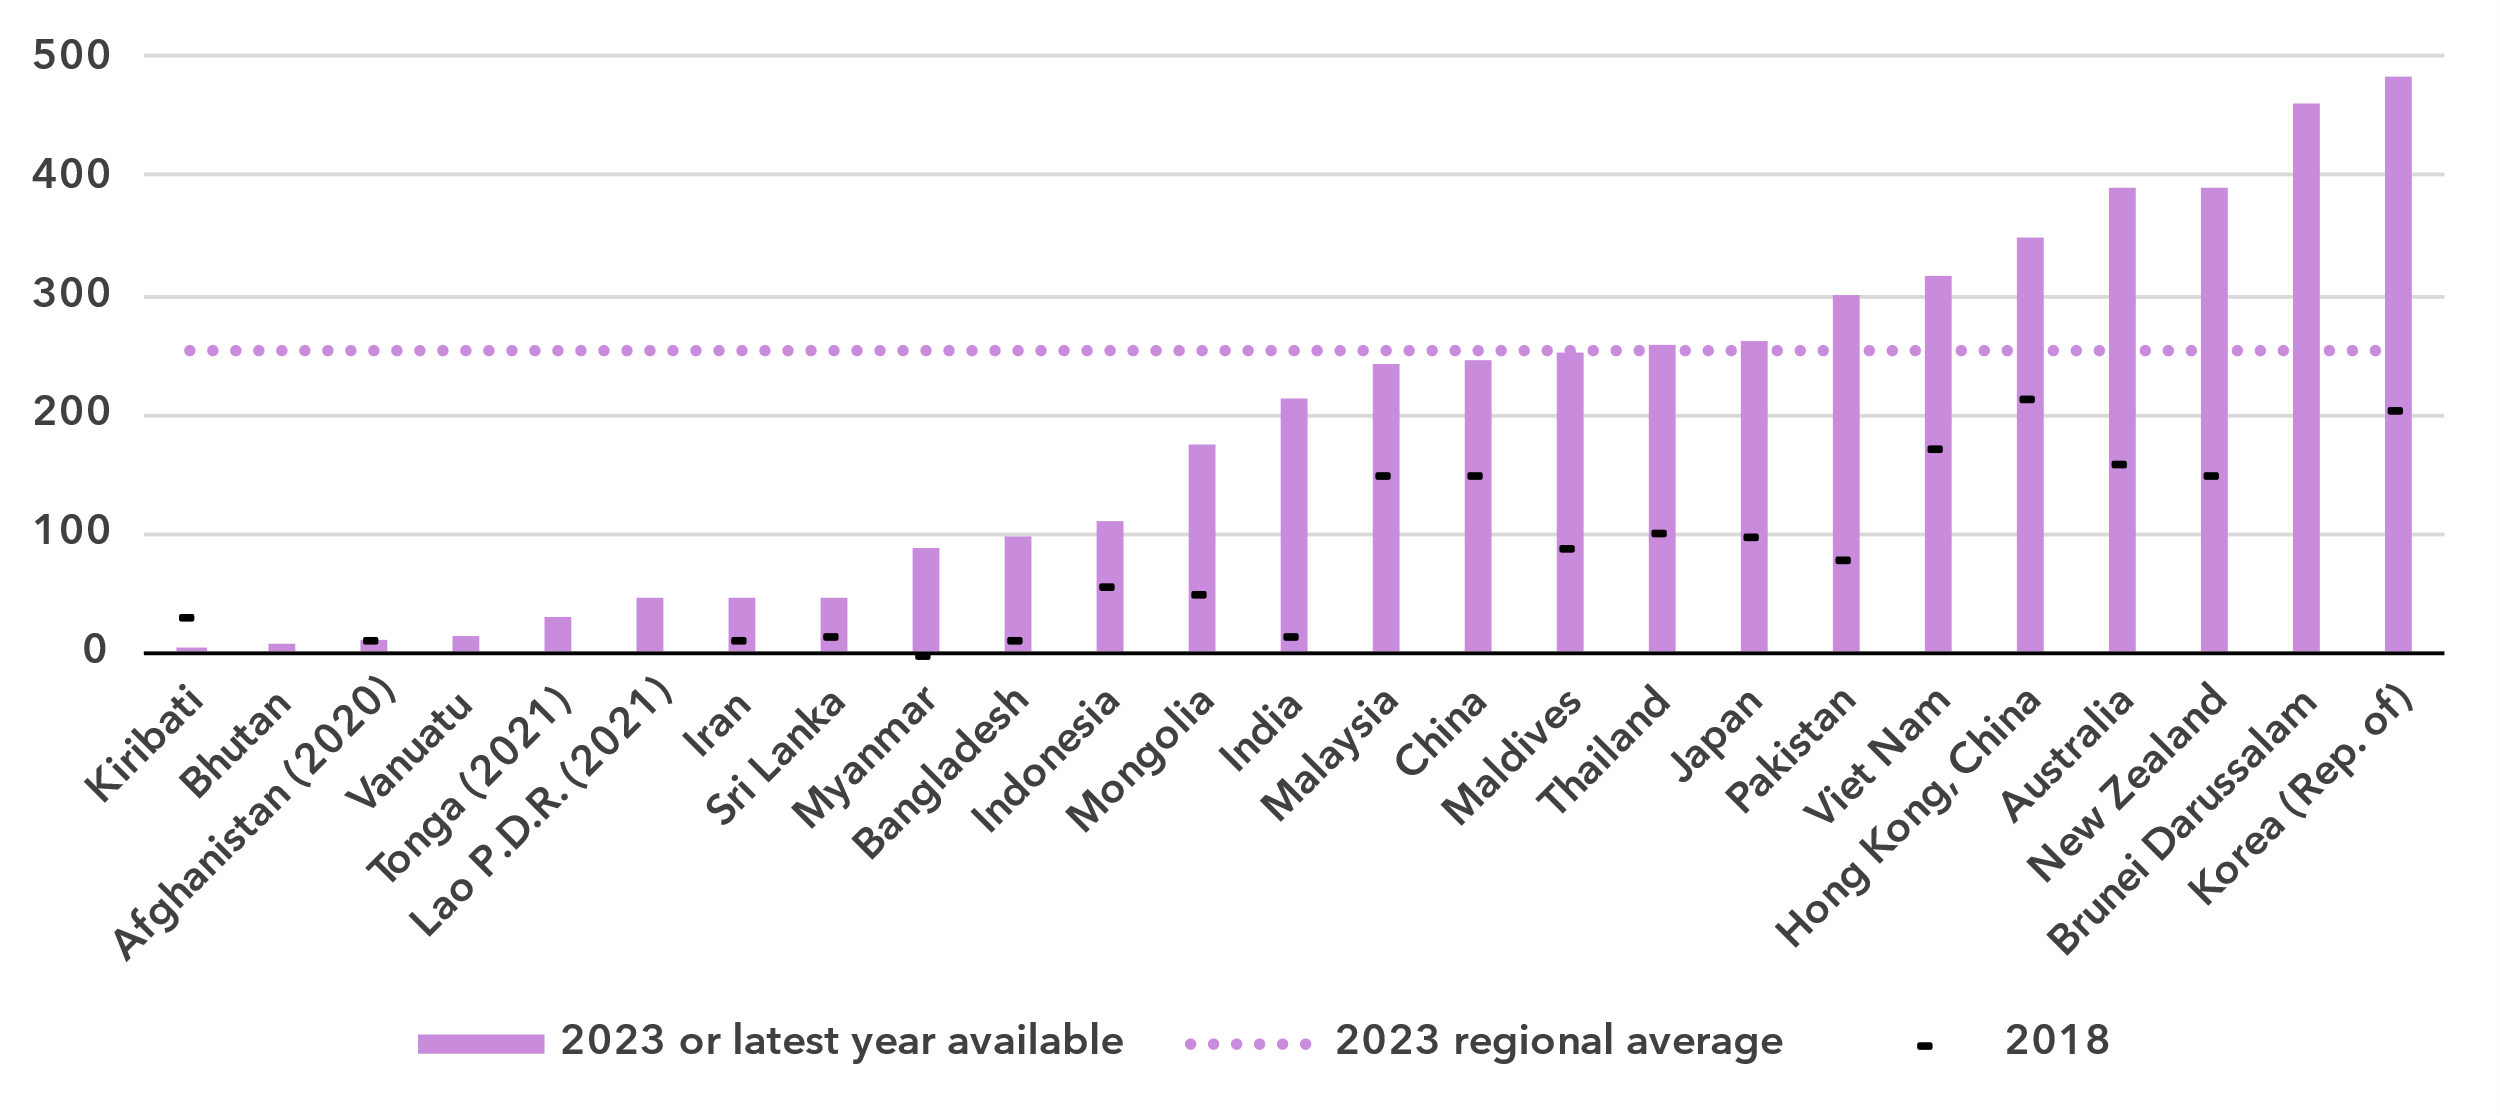 500
400
300
200
100
0
Kiribati
Bhutan
Afghanistan (2020)
Vanuatu
Tonga (2021)
Lao P.D.R. (2021)
Iran
Sri Lanka
Myanmar
Bangladesh
Indonesia
Mongolia
India
Malaysia
China
Maldives
Thailand
Japan
Pakistan
Viet Nam
Hong Kong, China
Australia
New Zealand
Brunei Darussalam
Korea (Rep. of)
2023 or latest year available
2023 regional average
2018